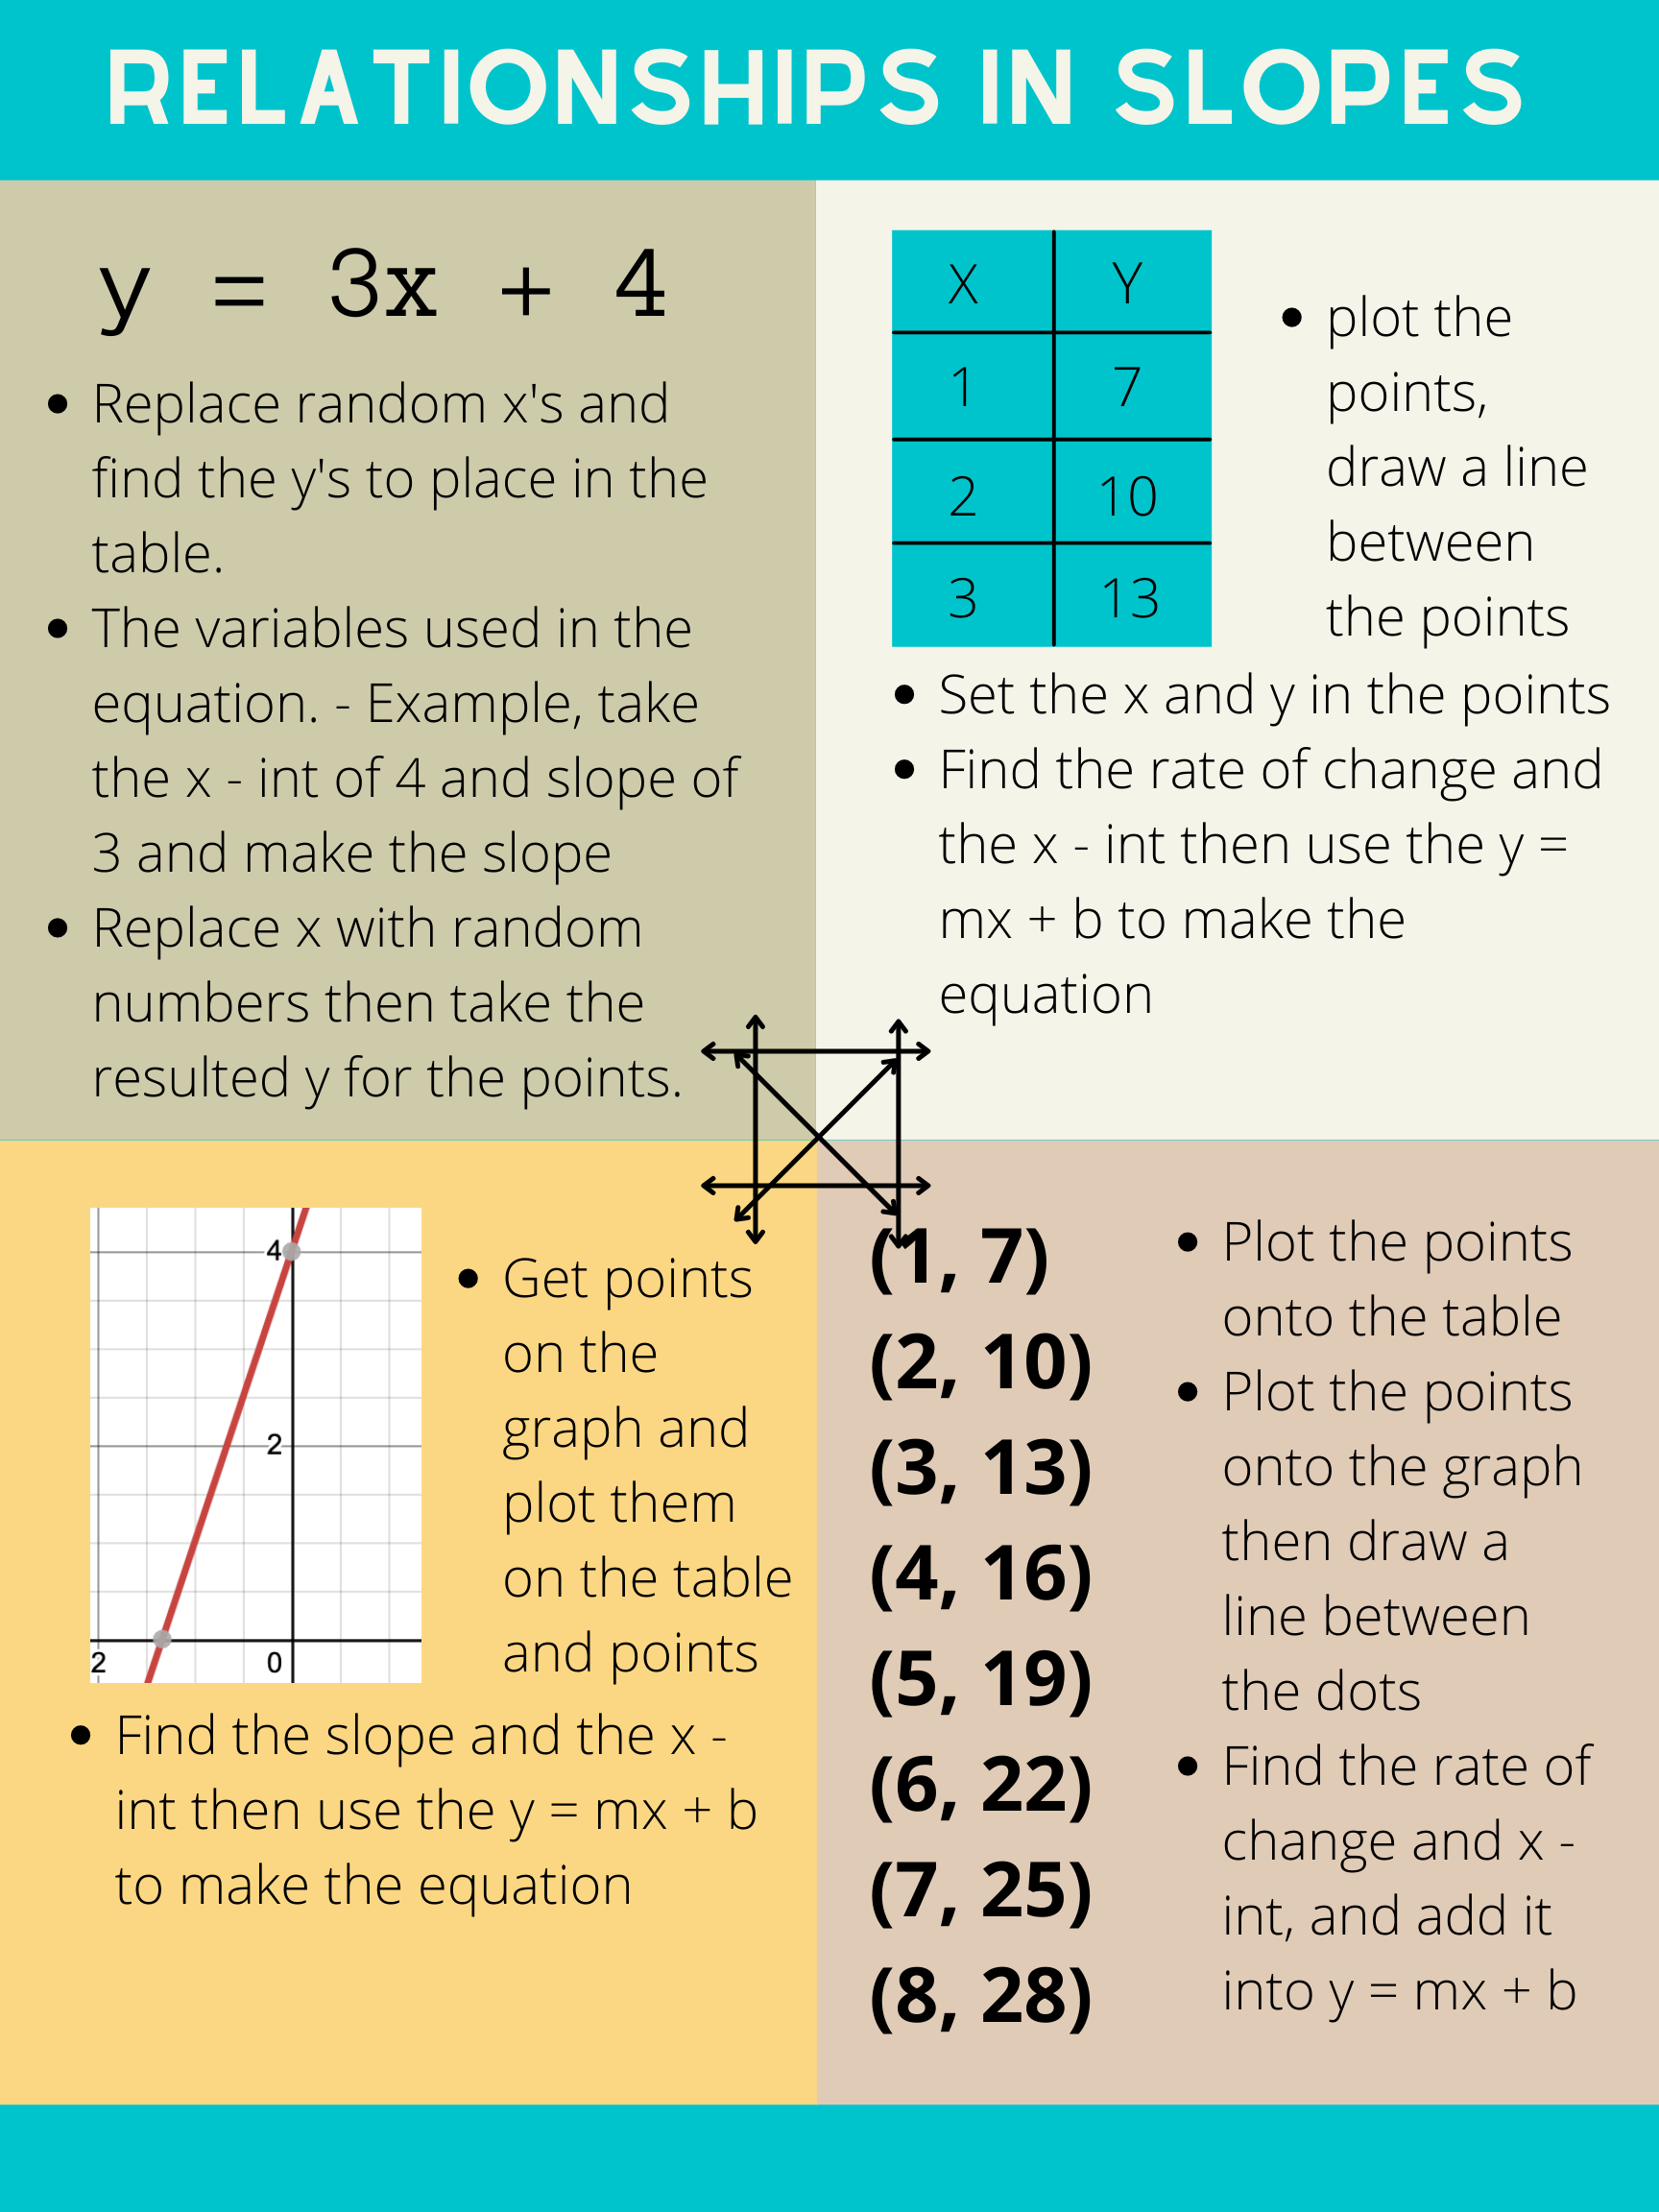 RELATIONSHIPS IN SLOPES
y = 3x + 4
• Replace random x's and
find the y's to place in the
table.
• The variables used in the
equation. - Example, take
the x - int of 4 and slope of
3 and make the slope
• Replace x with random
numbers then take the
resulted y for the points.
X Y
1 7
2 10
3 13
• plot the
points,
draw a line
between
the points
• Set the x and y in the points
• Find the rate of change and
the x - int then use the y =
mx + b to make the
equation
4
2
2 0
• Get points
on the
graph and
plot them
on the table
and points
• Find the slope and the x -
int then use the y = mx + b
to make the equation
(1, 7)
(2, 10)
(3, 13)
(4, 16)
(5, 19)
(6, 22)
(7, 25)
(8, 28)
• Plot the points
onto the table
• Plot the points
onto the graph
then draw a
line between
the dots
• Find the rate of
change and x -
int, and add it
into y = mx + b